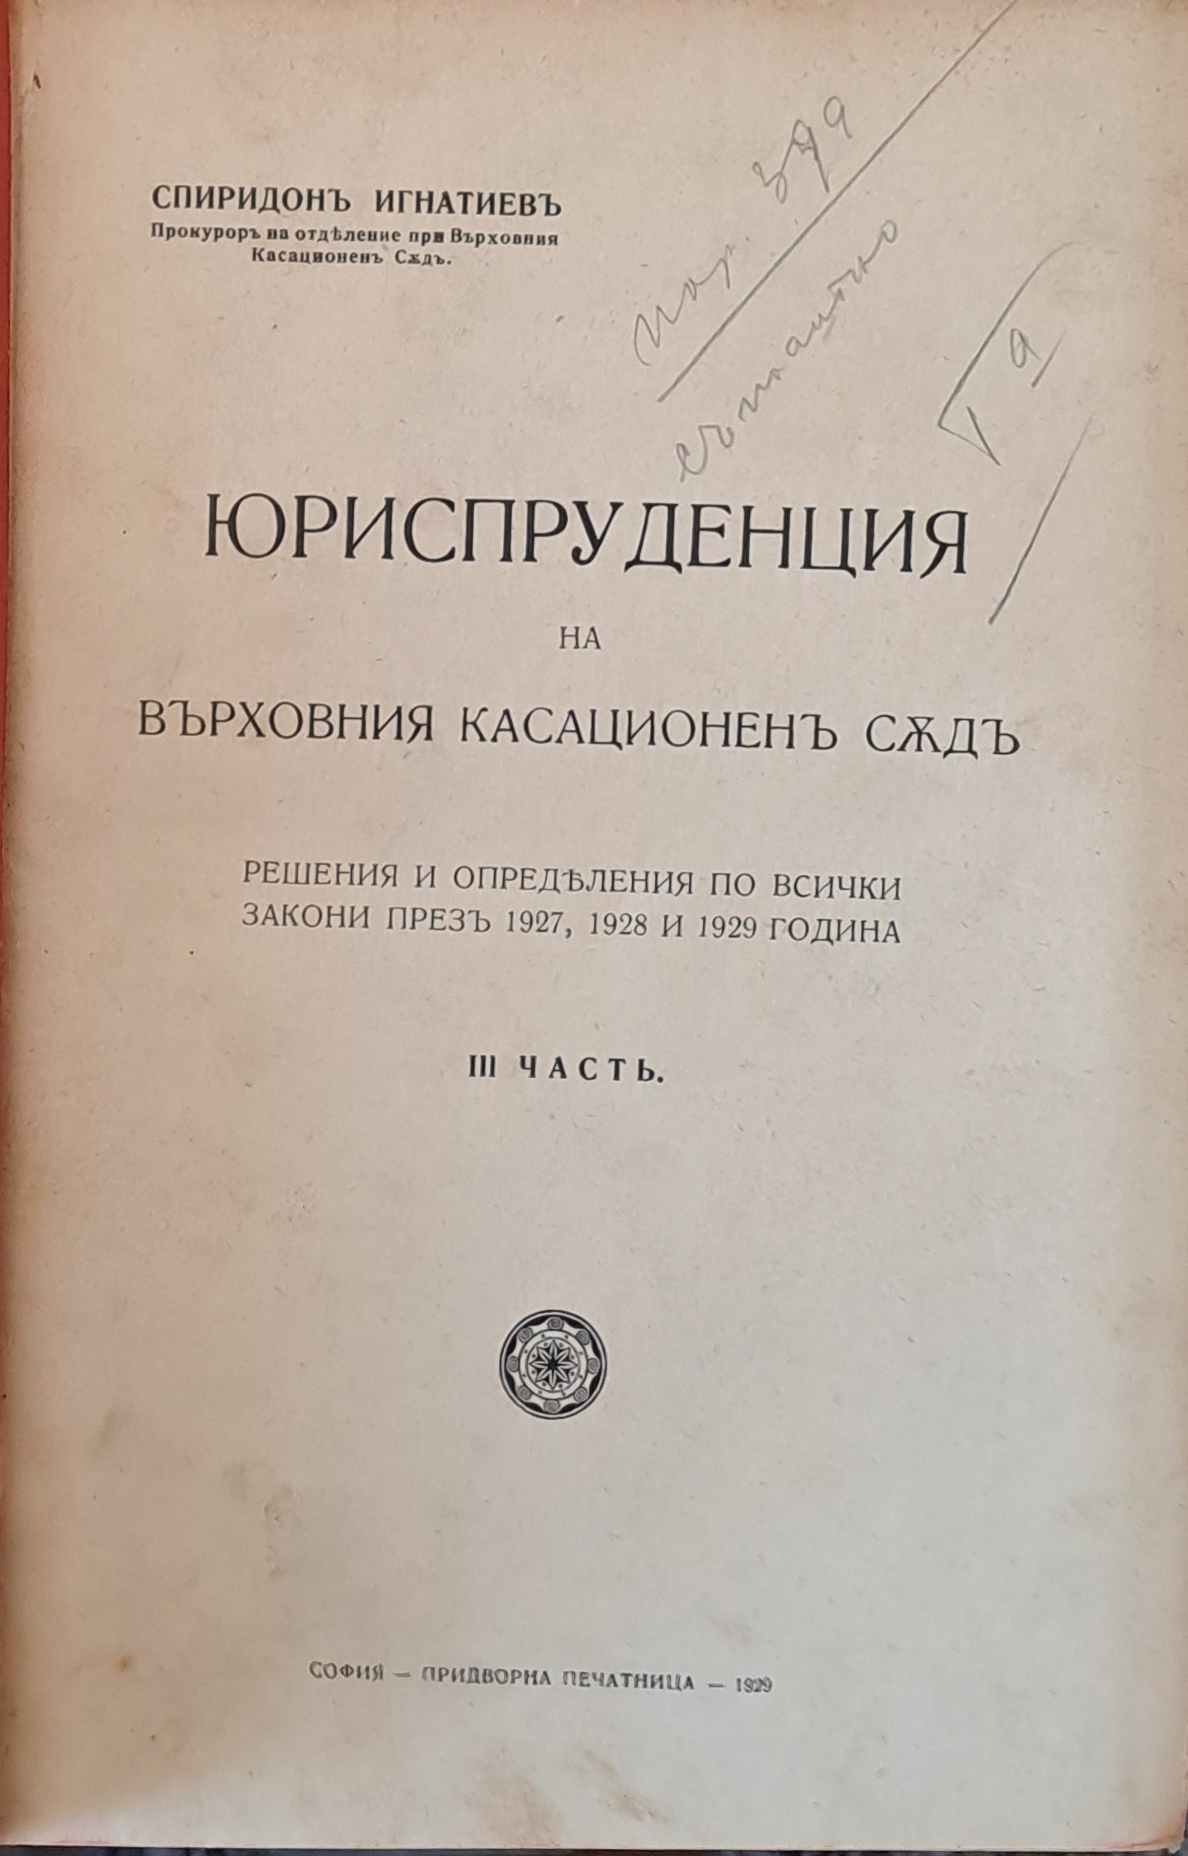 СПИРИДОНЪ ИГНАТИЕВЪ
Прокуроръ на отдѣление при Върховния
Касационенъ Сѫдъ.
ЮРИСПРУДЕНЦИЯ
НА
ВЪРХОВНИЯ КАСАЦИОНЕНЪ СѪДЪ
РЕШЕНИЯ И ОПРЕДѢЛЕНИЯ ПО ВСИЧКИ
ЗАКОНИ ПРЕЗЪ 1927, 1928 И 1929 ГОДИНА
III ЧАСТЬ.
СОФИЯ — ПРИДВОРНА ПЕЧАТНИЦА — 1929